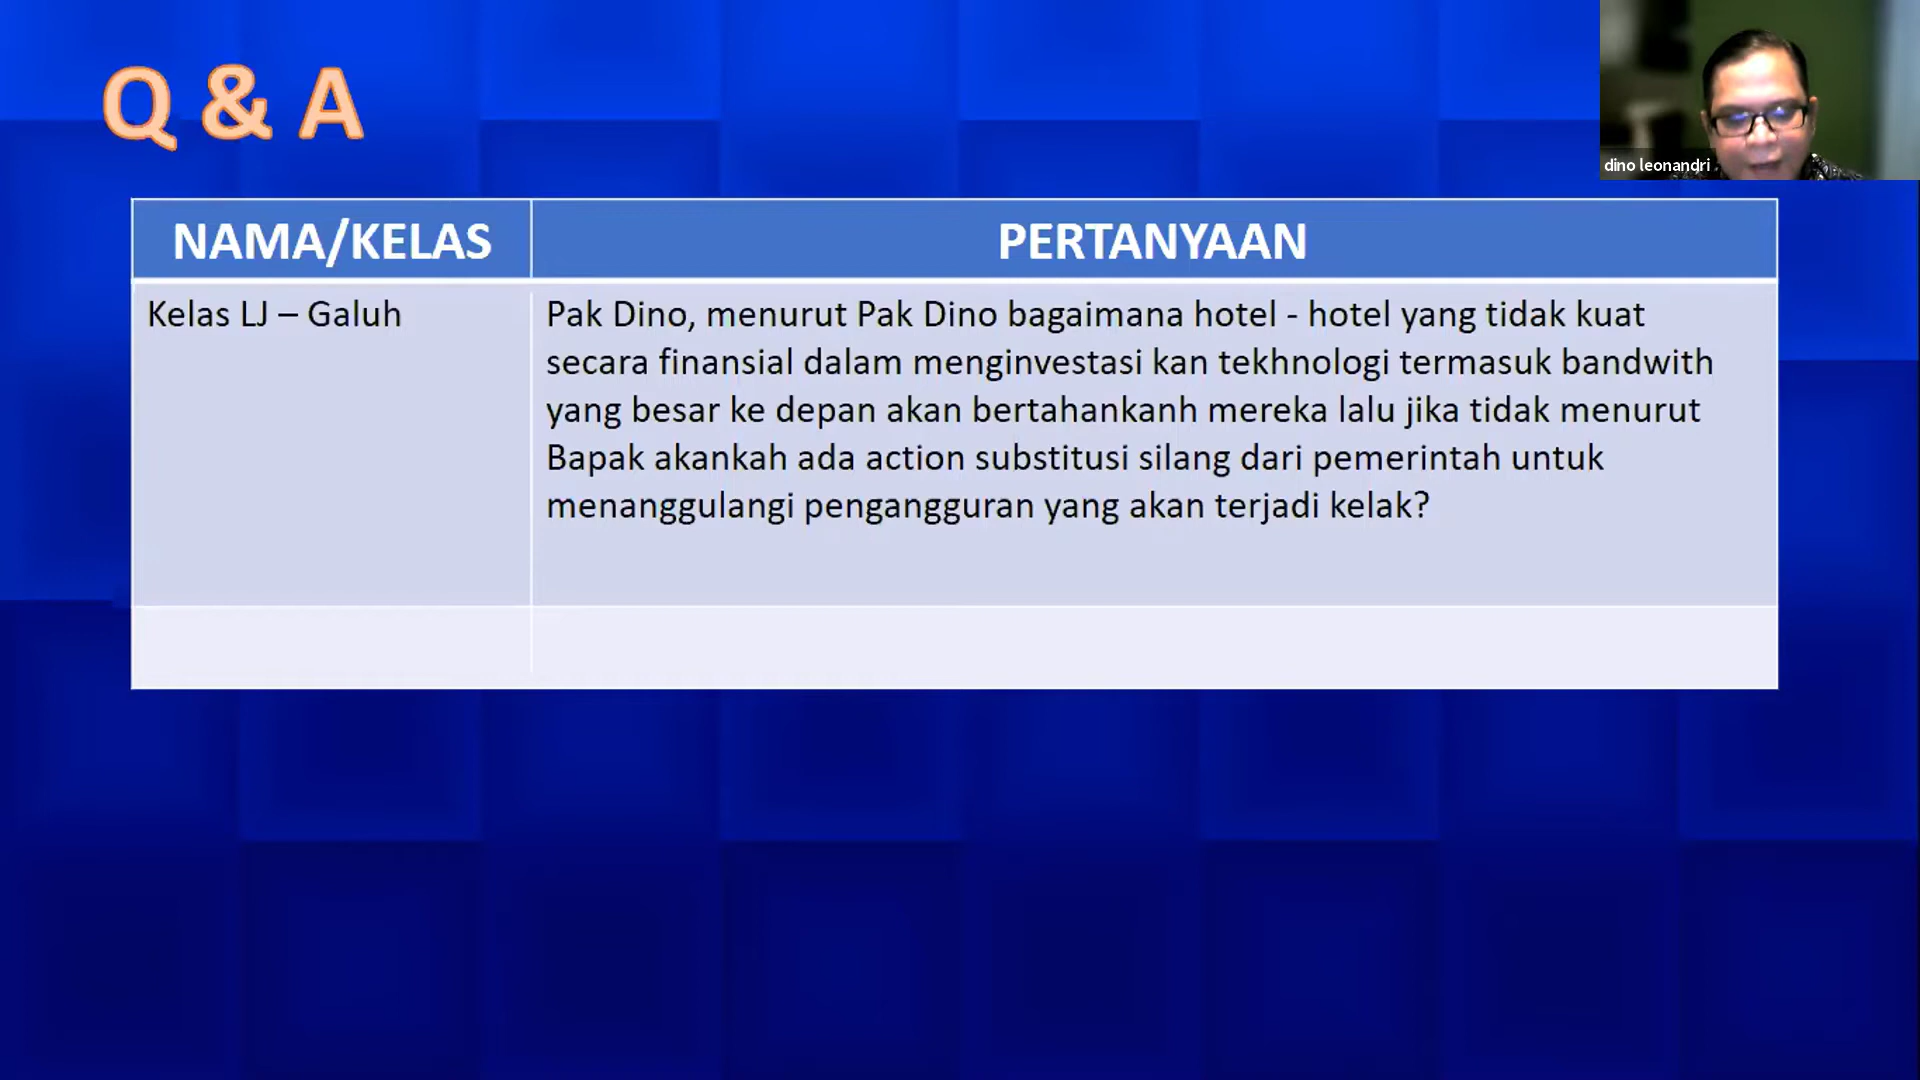 Q & A
dino leonandri
NAMA/KELAS
PERTANYAAN
Kelas LJ – Galuh
Pak Dino, menurut Pak Dino bagaimana hotel - hotel yang tidak kuat
secara finansial dalam menginvestasi kan tekhnologi termasuk bandwith
yang besar ke depan akan bertahankanh mereka lalu jika tidak menurut
Bapak akankah ada action substitusi silang dari pemerintah untuk
menanggulangi pengangguran yang akan terjadi kelak?